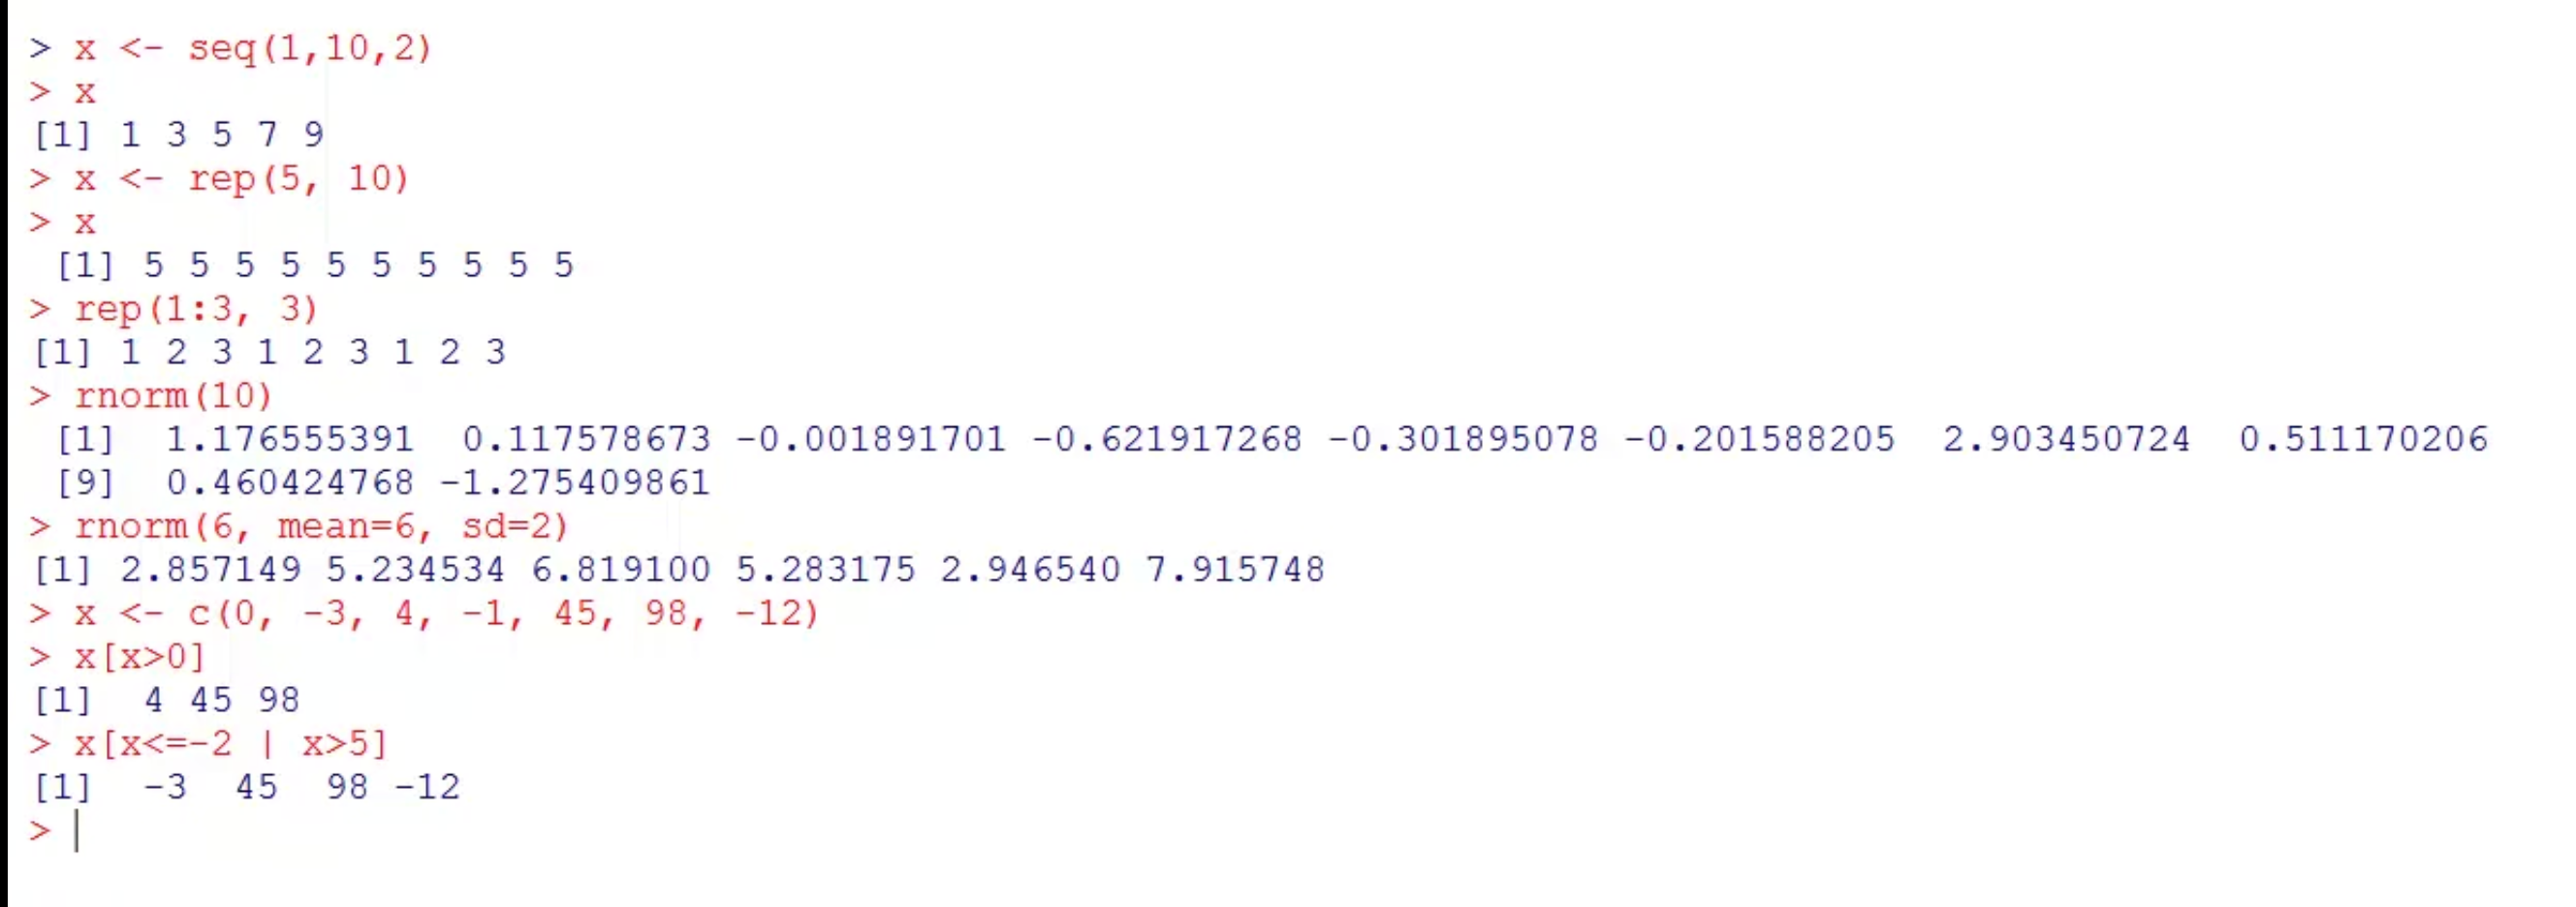 > x <- seq(1,10,2)
> x
[1] 1 3 5 7 9
> x <- rep(5, 10)
> x
 [1] 5 5 5 5 5 5 5 5 5 5
> rep(1:3, 3)
[1] 1 2 3 1 2 3 1 2 3
> rnorm(10)
 [1]  1.176555391  0.117578673 -0.001891701 -0.621917268 -0.301895078 -0.201588205  2.903450724  0.511170206
 [9]  0.460424768 -1.275409861
> rnorm(6, mean=6, sd=2)
[1] 2.857149 5.234534 6.819100 5.283175 2.946540 7.915748
> x <- c(0, -3, 4, -1, 45, 98, -12)
> x[x>0]
[1]  4 45 98
> x[x<=-2 | x>5]
[1]  -3  45  98 -12
>